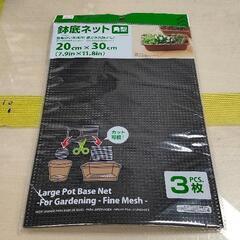 鉢底ネット 角型
20cm×30cm
(7.9in×11.8in)
カット
可能!
Large Pot Base Net
-For Gardening - Fine Mesh -
3 PCS.
枚